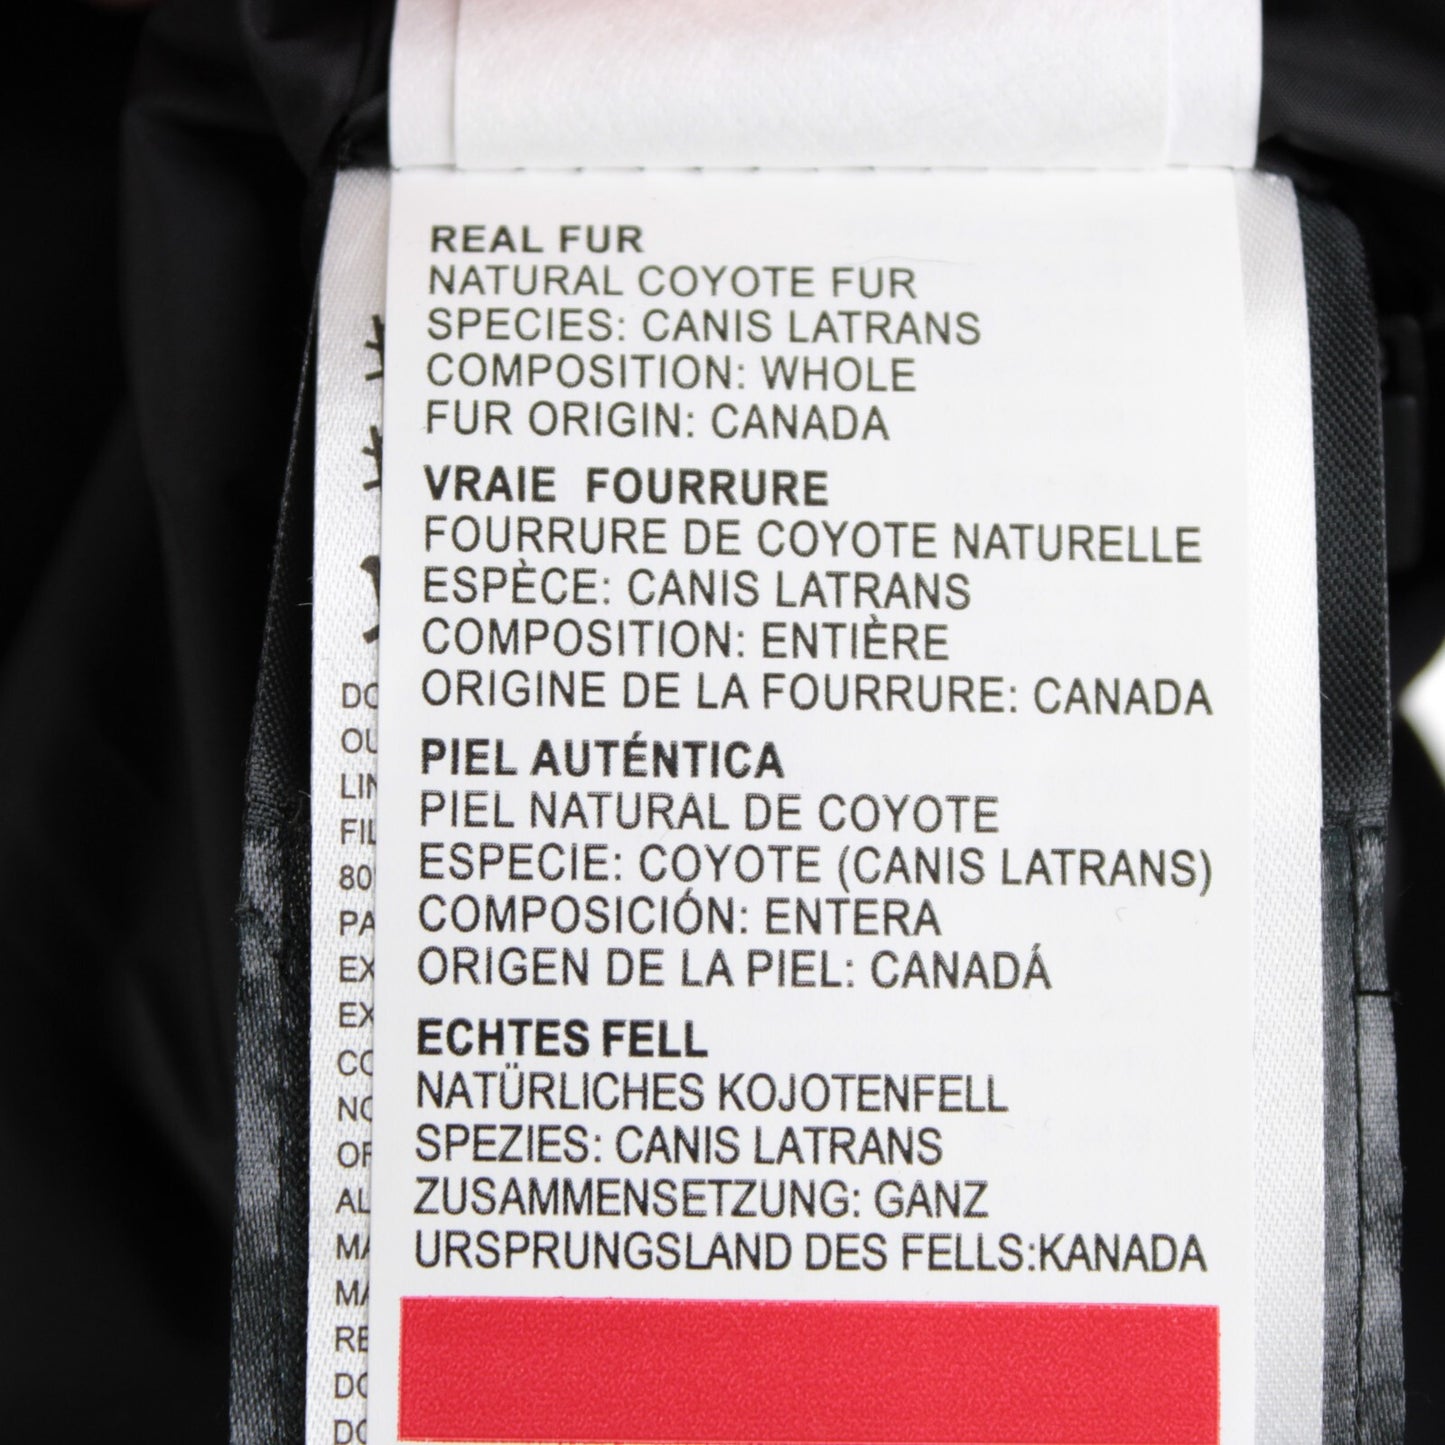 REAL FUR
NATURAL COYOTE FUR
SPECIES: CANIS LATRANS
COMPOSITION: WHOLE
FUR ORIGIN: CANADA
VRAIE FOURRURE
FOURRURE DE COYOTE NATURELLE
ESPÈCE: CANIS LATRANS
COMPOSITION: ENTIÈRE
ORIGINE DE LA FOURRURE: CANADA
PIEL AUTÉNTICA
PIEL NATURAL DE COYOTE
ESPECIE: COYOTE (CANIS LATRANS)
COMPOSICIÓN: ENTERA
ORIGEN DE LA PIEL: CANADÁ
ECHTES FELL
NATÜRLICHES KOJOTENFELL
SPEZIES: CANIS LATRANS
ZUSAMMENSETZUNG: GANZ
URSPRUNGSLAND DES FELLS:KANADA